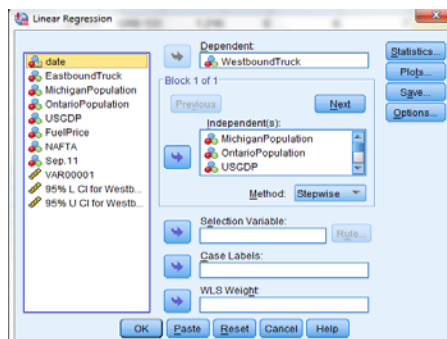 Linear Regression
Dependent:
WestboundTruck
Statistics...
Plots...
Save...
Options...
date
EastboundTruck
MichiganPopulation
OntarioPopulation
USGDP
FuelPrice
NAFTA
Sep.11
VAR00001
95% L CI for Westb...
95% U CI for Westb...
Block 1 of 1
Previous
Next
Independent(s):
MichiganPopulation
OntarioPopulation
USGDP
Method: Stepwise
Selection Variable:
Rule...
Case Labels:
WLS Weight:
OK Paste Reset Cancel Help